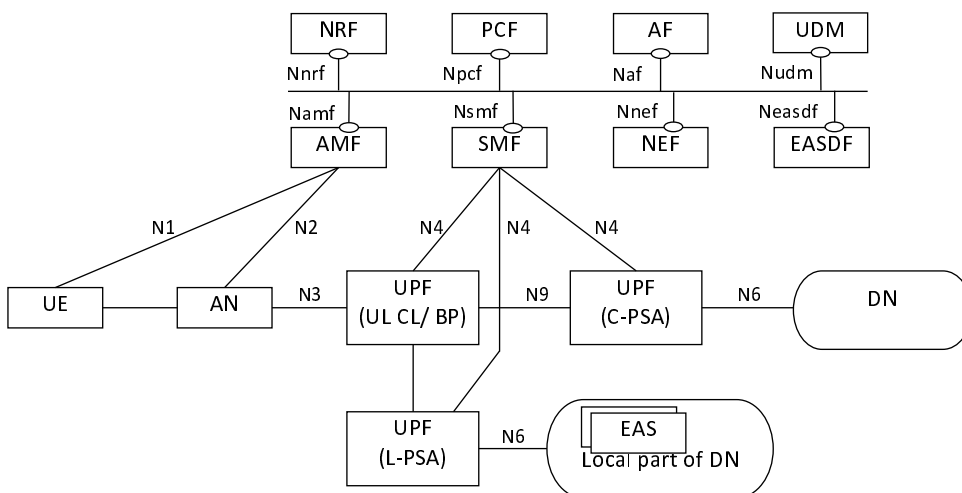 NRF
PCF
AF
UDM
Nnrf
Npcf
Naf
Nudm
Namf
Nsmf
Nnef
Neasdf
AMF
SMF
NEF
EASDF
N1
N2
N4
N4
N4
UE
AN
N3
UPF
(UL CL/ BP)
N9
UPF
(C-PSA)
N6
DN
UPF
(L-PSA)
N6
EAS
Local part of DN